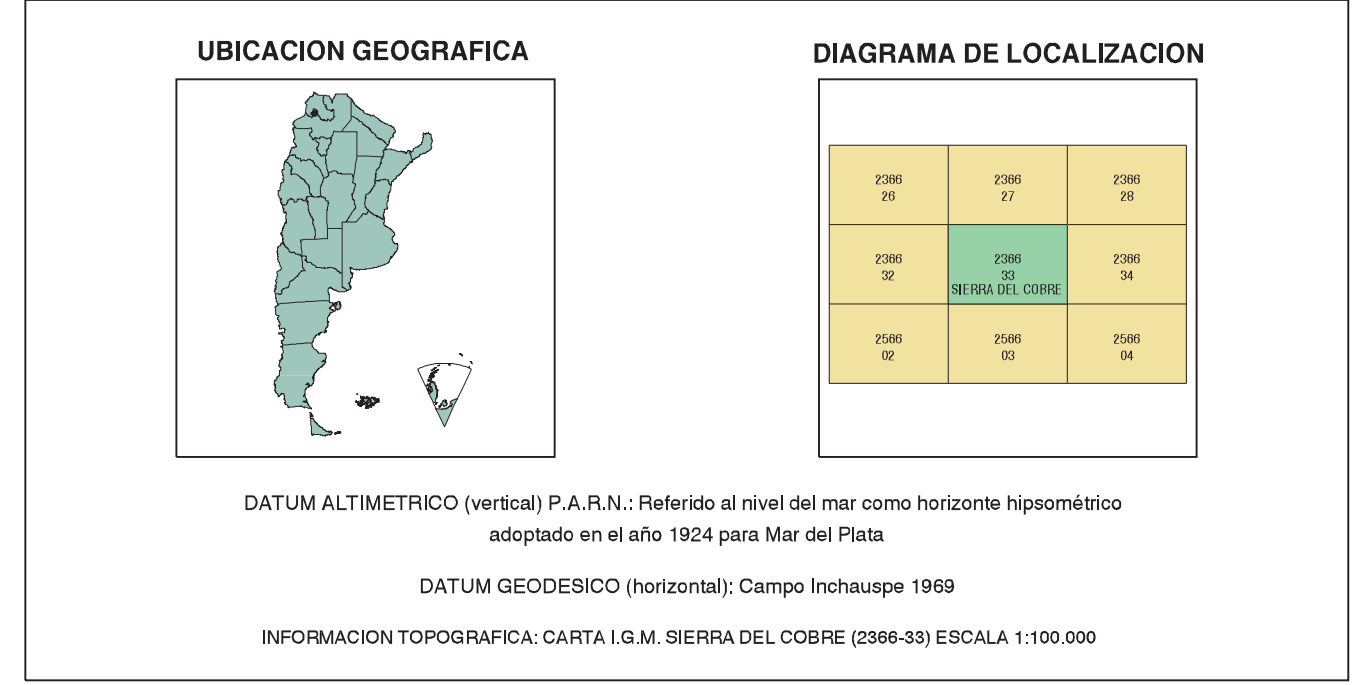 UBICACION GEOGRAFICA
DIAGRAMA DE LOCALIZACION
2366
26
2366
27
2366
28
2366
32
2366
33
SIERRA DEL COBRE
2366
34
2566
02
2566
03
2566
04
DATUM ALTIMETRICO (vertical) P.A.R.N.: Referido al nivel del mar como horizonte hipsométrico
adoptado en el año 1924 para Mar del Plata
DATUM GEODESICO (horizontal): Campo Inchauspe 1969
INFORMACION TOPOGRAFICA: CARTA I.G.M. SIERRA DEL COBRE (2366-33) ESCALA 1:100.000